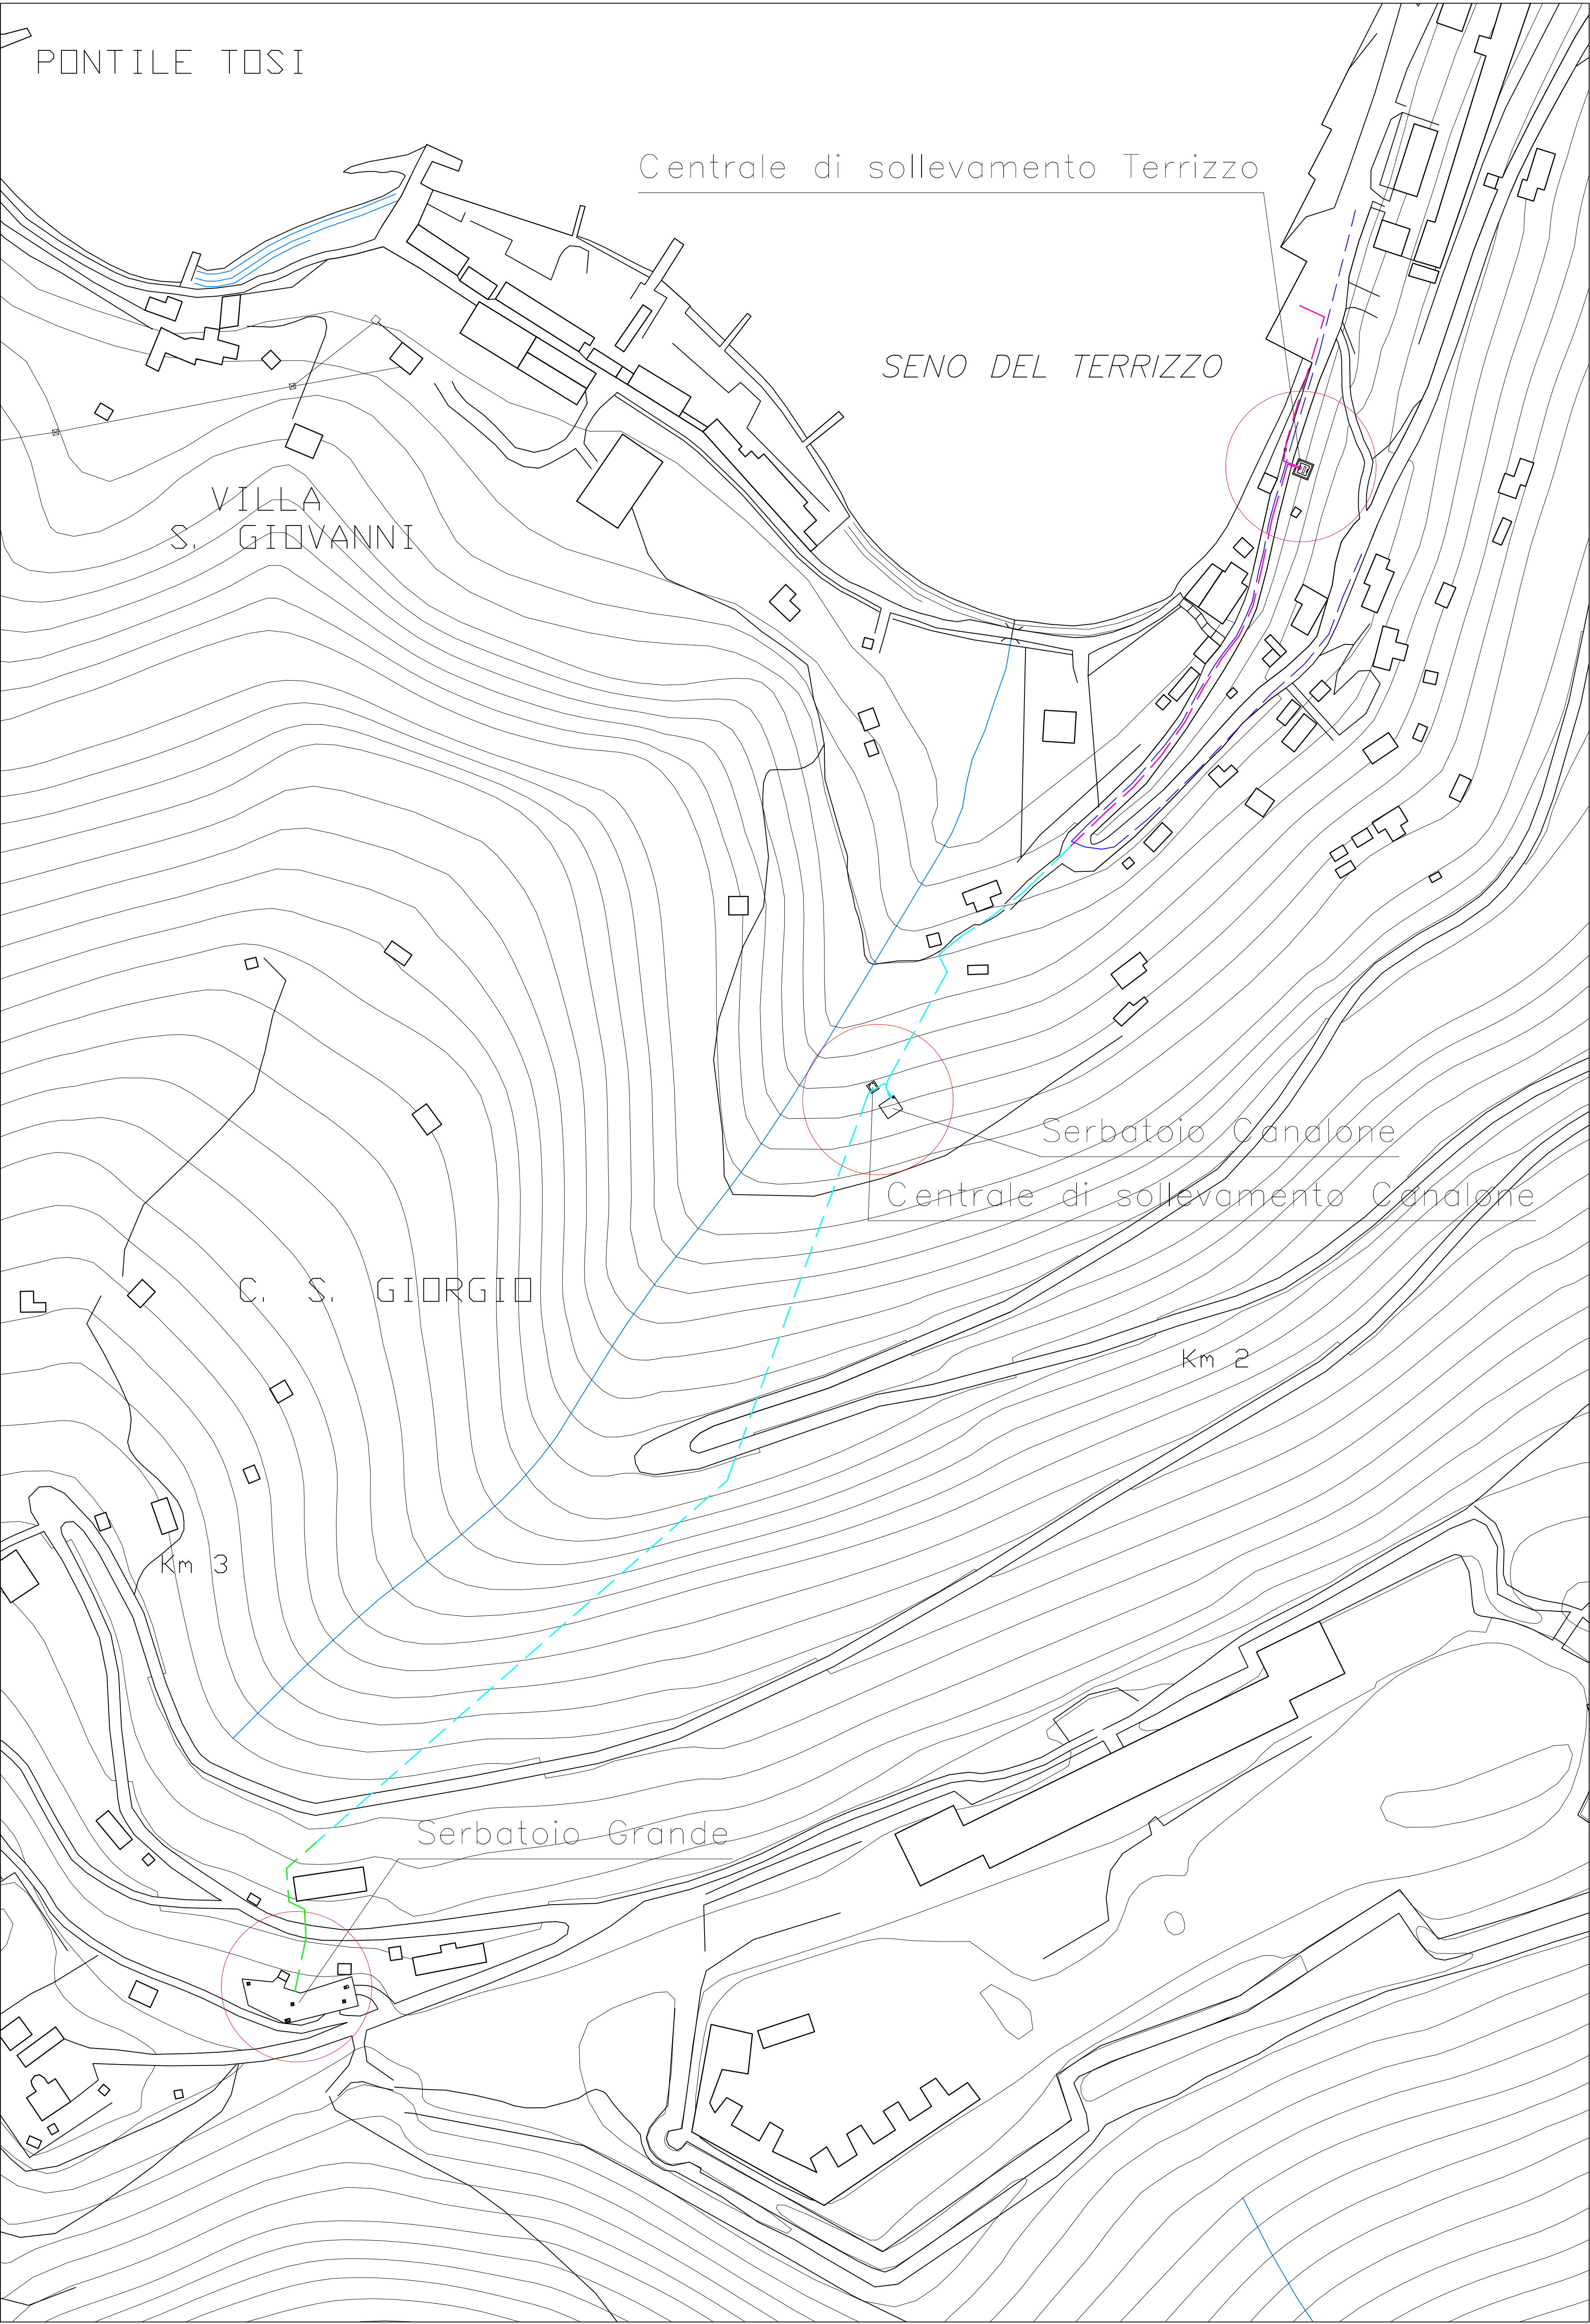 PONTILE TOSI
Centrale di sollevamento Terrizzo
SENO DEL TERRIZZO
VILLA
S. GIOVANNI
Serbatoio Canalone
Centrale di sollevamento Canalone
C. S. GIORGIO
Km 2
Km 3
Serbatoio Grande